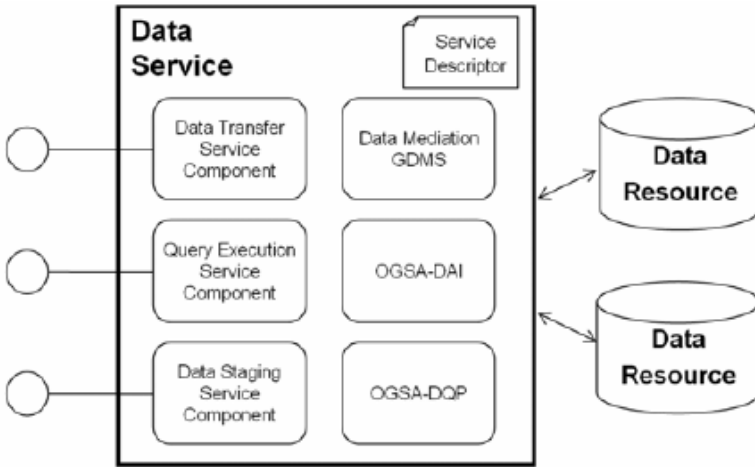 Data
Service
Service
Descriptor
Data Transfer
Service
Component
Data Mediation
GDMS
Query Execution
Service
Component
OGSA-DAI
Data Staging
Service
Component
OGSA-DQP
Data
Resource
Data
Resource